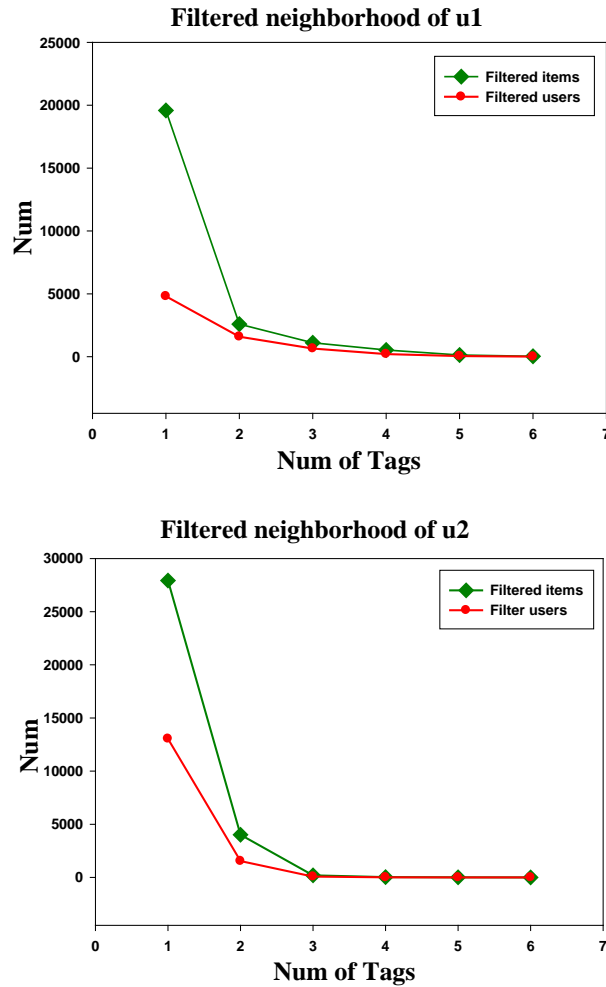 Filtered neighborhood of u1
25000
20000
15000
10000
5000
0
Num
Filtered items
Filtered users
0 1 2 3 4 5 6 7
Num of Tags
Filtered neighborhood of u2
30000
25000
20000
15000
10000
5000
0
Num
Filtered items
Filter users
0 1 2 3 4 5 6 7
Num of Tags